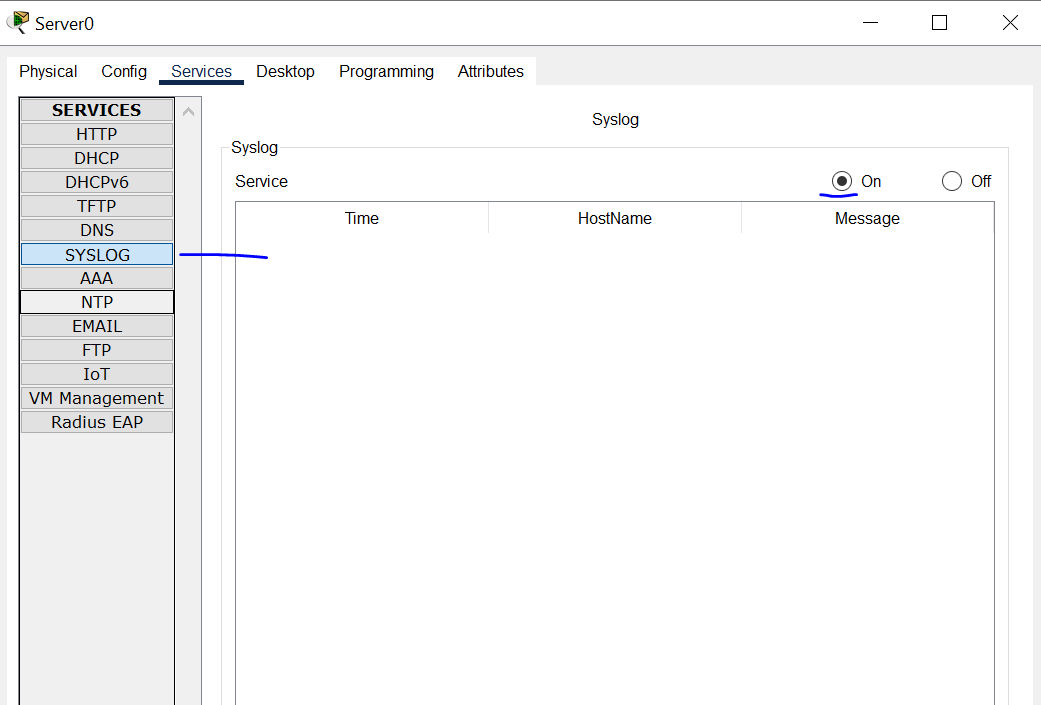 Server0
Physical Config Services Desktop Programming Attributes
SERVICES
HTTP
DHCP
DHCPv6
TFTP
DNS
SYSLOG
AAA
NTP
EMAIL
FTP
IoT
VM Management
Radius EAP
Syslog
Syslog
Service On Off
Time HostName Message